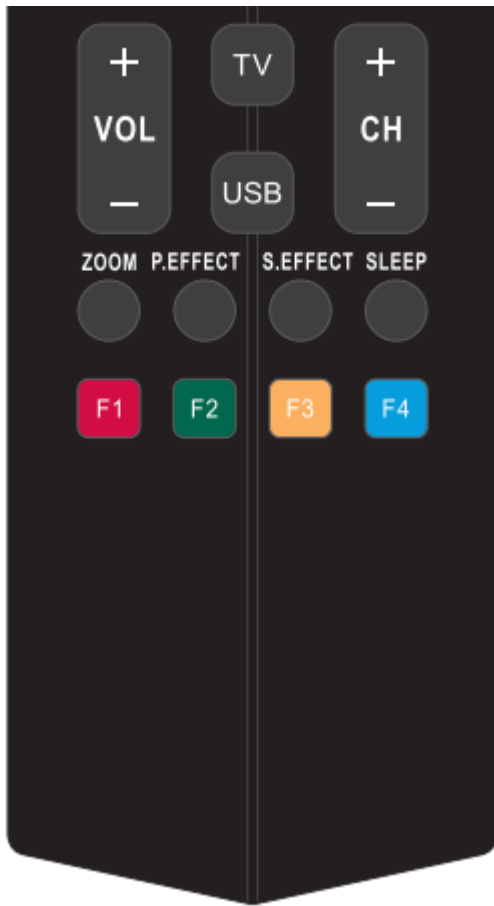 + TV +
VOL CH
− USB −
ZOOM P.EFFECT S.EFFECT SLEEP
F1 F2 F3 F4